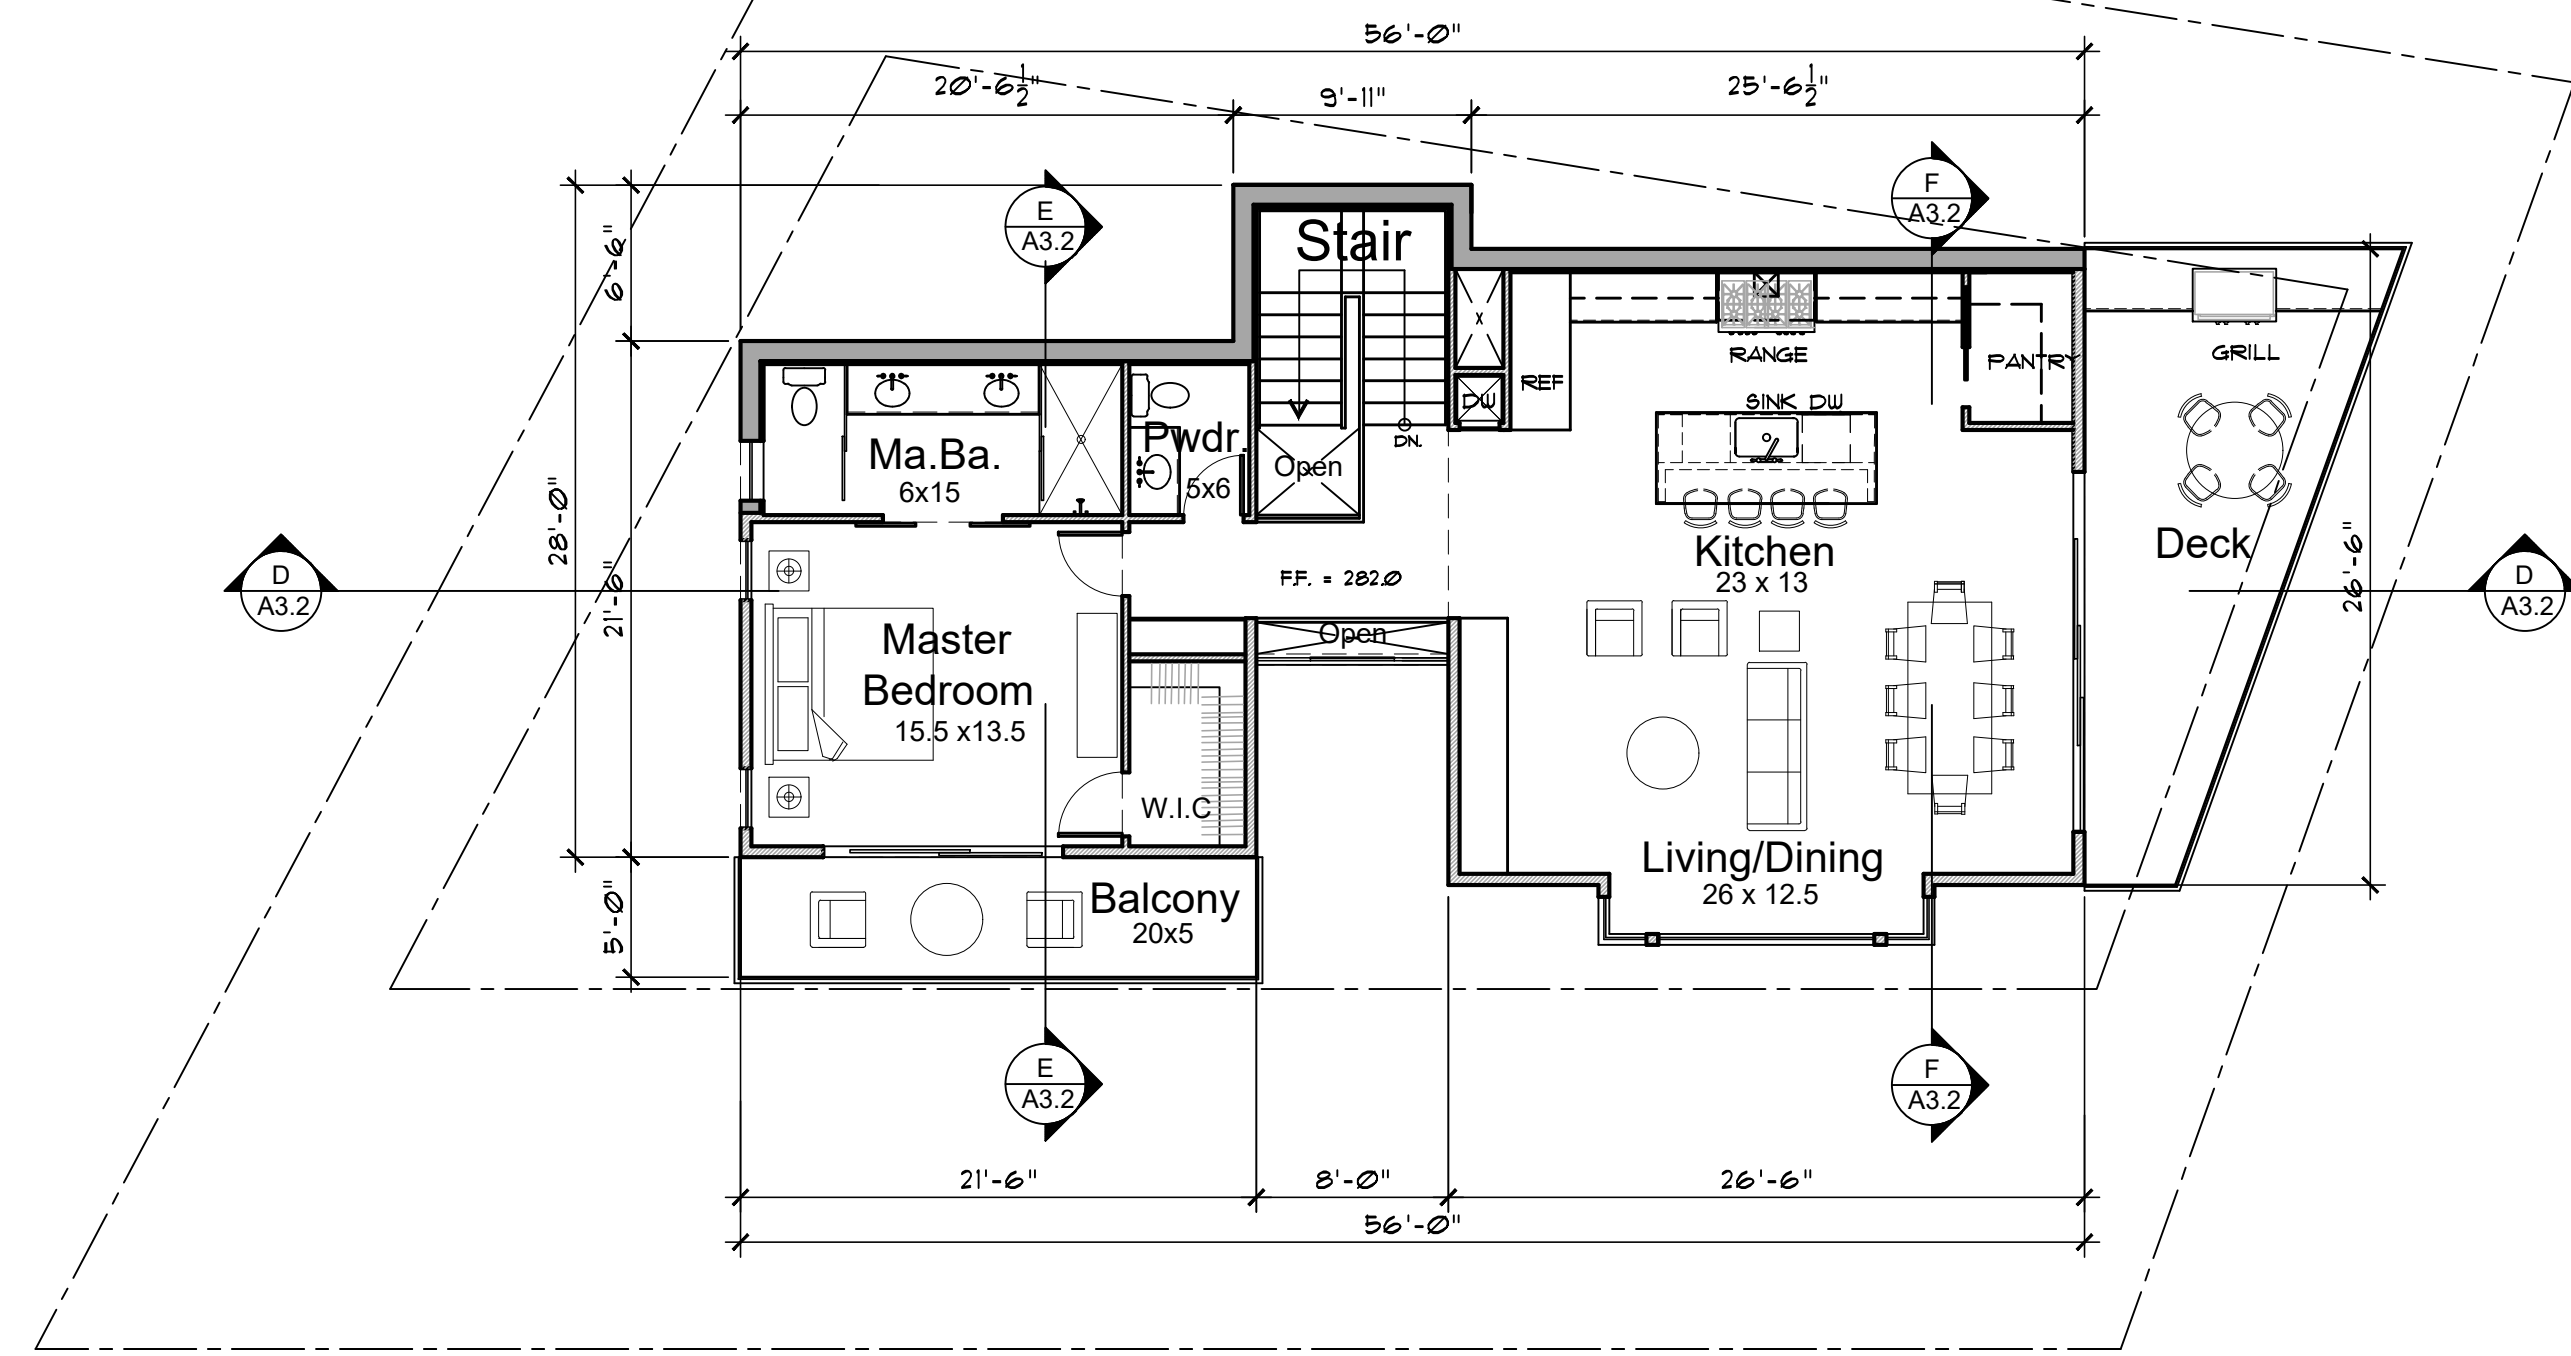 56'-0"
20'-6 1/2"
9'-11"
25'-6 1/2"
E
A3.2
F
A3.2
6'-6"
Stair
RANGE
PANTRY
GRILL
REF
DW
SINK DW
DN.
Ma.Ba.
6x15
Pwdr.
5x6
Open
28'-0"
21'-6"
Kitchen
23 x 13
Deck
26'-6"
D
A3.2
F.F. = 282.0
D
A3.2
Open
Master
Bedroom
15.5 x13.5
W.I.C
Living/Dining
26 x 12.5
Balcony
20x5
5'-0"
E
A3.2
F
A3.2
21'-6"
8'-0"
26'-6"
56'-0"